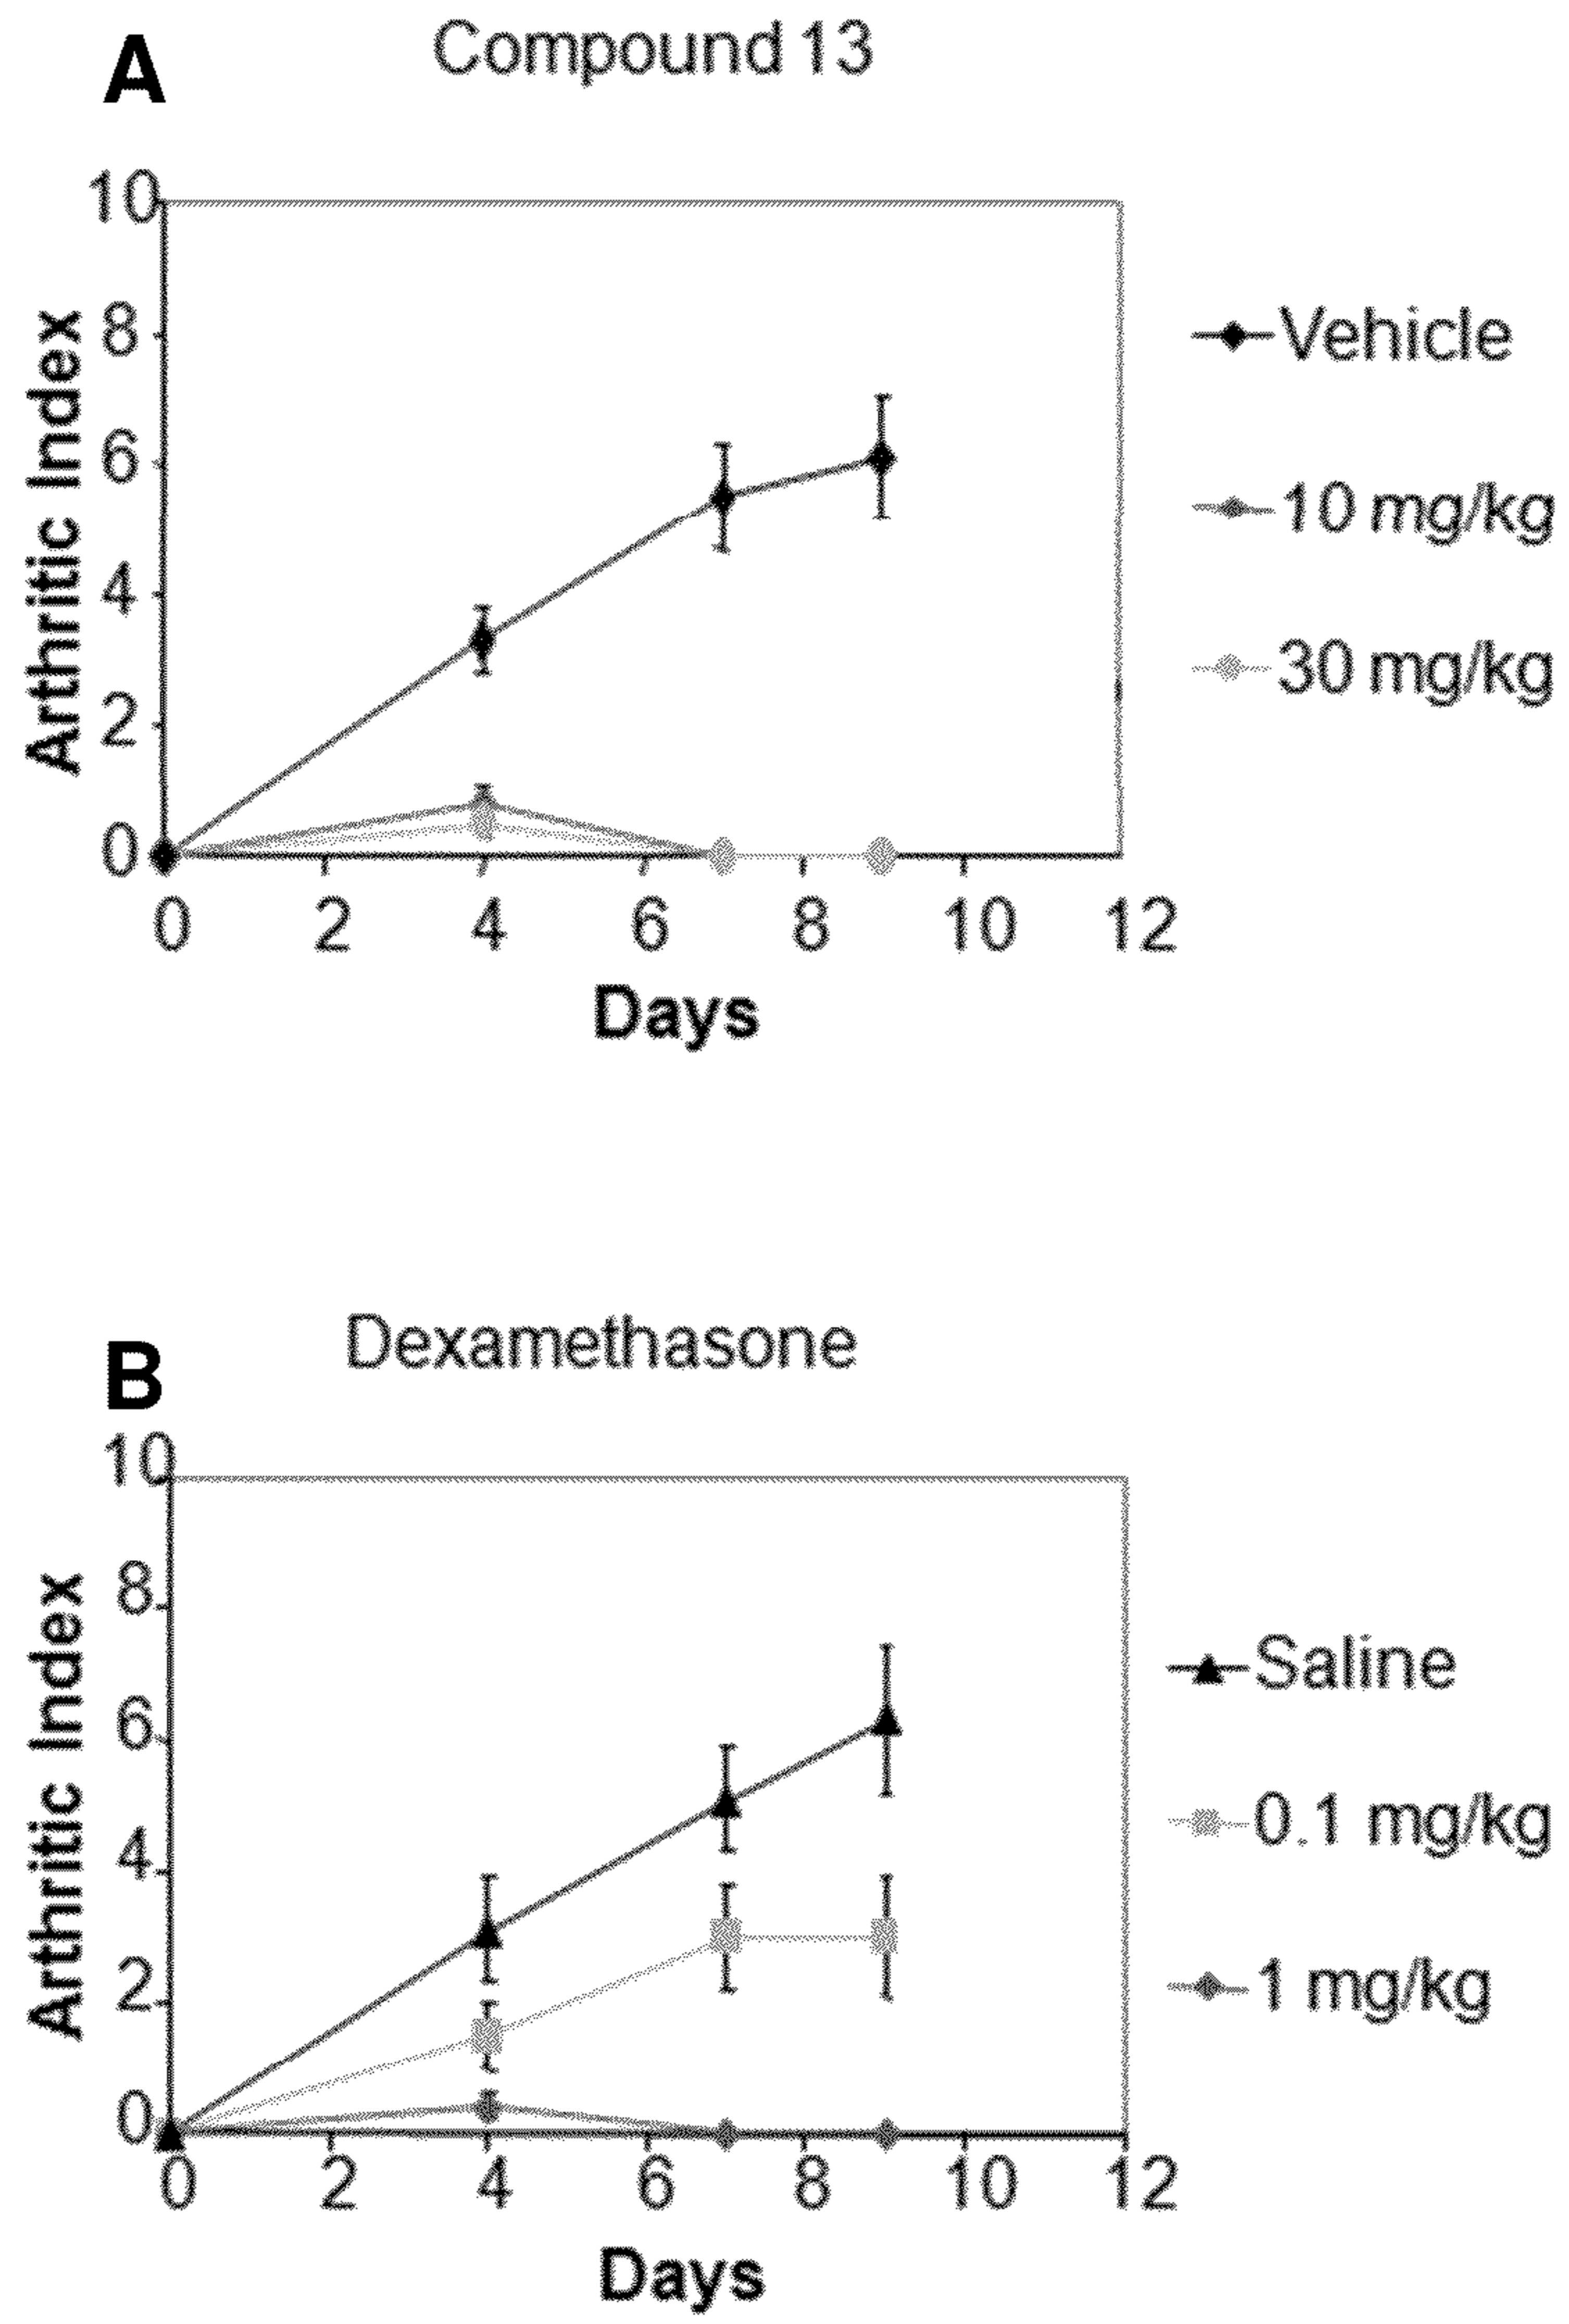 A
Compound 13
10
8
6
4
2
0
Arthritic Index
0 2 4 6 8 10 12
Days
Vehicle
10 mg/kg
30 mg/kg
B
Dexamethasone
10
8
6
4
2
0
Arthritic Index
0 2 4 6 8 10 12
Days
Saline
0.1 mg/kg
1 mg/kg